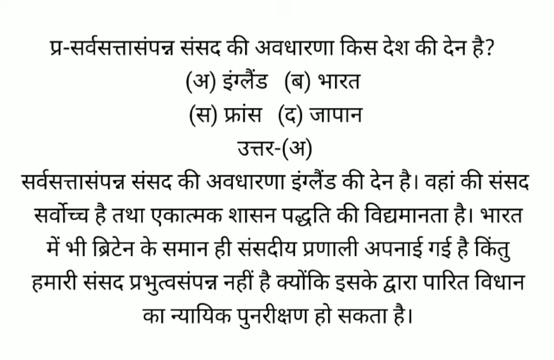 प्र-सर्वसत्तासंपन्न संसद की अवधारणा किस देश की देन है?
(अ) इंग्लैंड (ब) भारत
(स) फ्रांस (द) जापान
उत्तर-(अ)
सर्वसत्तासंपन्न संसद की अवधारणा इंग्लैंड की देन है। वहां की संसद
सर्वोच्च है तथा एकात्मक शासन पद्धति की विद्यमानता है। भारत
में भी ब्रिटेन के समान ही संसदीय प्रणाली अपनाई गई है किंतु
हमारी संसद प्रभुत्वसंपन्न नहीं है क्योंकि इसके द्वारा पारित विधान
का न्यायिक पुनरीक्षण हो सकता है।